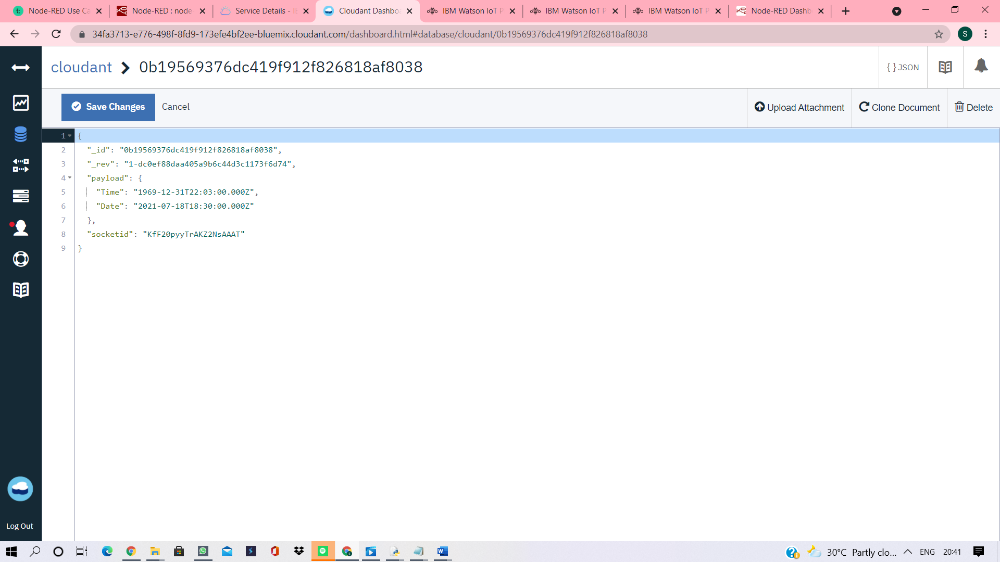 Node-RED Use Ca
Node-RED : node-
Service Details - IB
Cloudant Dashboa
IBM Watson IoT P
IBM Watson IoT P
IBM Watson IoT P
Node-RED Dashb
34fa3713-e776-498f-8fd9-173efe4bf2ee-bluemix.cloudant.com/dashboard.html#database/cloudant/0b19569376dc419f912f826818af8038
S
cloudant > 0b19569376dc419f912f826818af8038
{ } JSON
Save Changes
Cancel
Upload Attachment
Clone Document
Delete
1 {
2 "_id": "0b19569376dc419f912f826818af8038",
3 "_rev": "1-dc0ef88daa405a9b6c44d3c1173f6d74",
4 "payload": {
5 "Time": "1969-12-31T22:03:00.000Z",
6 "Date": "2021-07-18T18:30:00.000Z"
7 },
8 "socketid": "KfF20pyyTrAKZ2NsAAAT"
9 }
Log Out
30°C Partly clo...
ENG
20:41